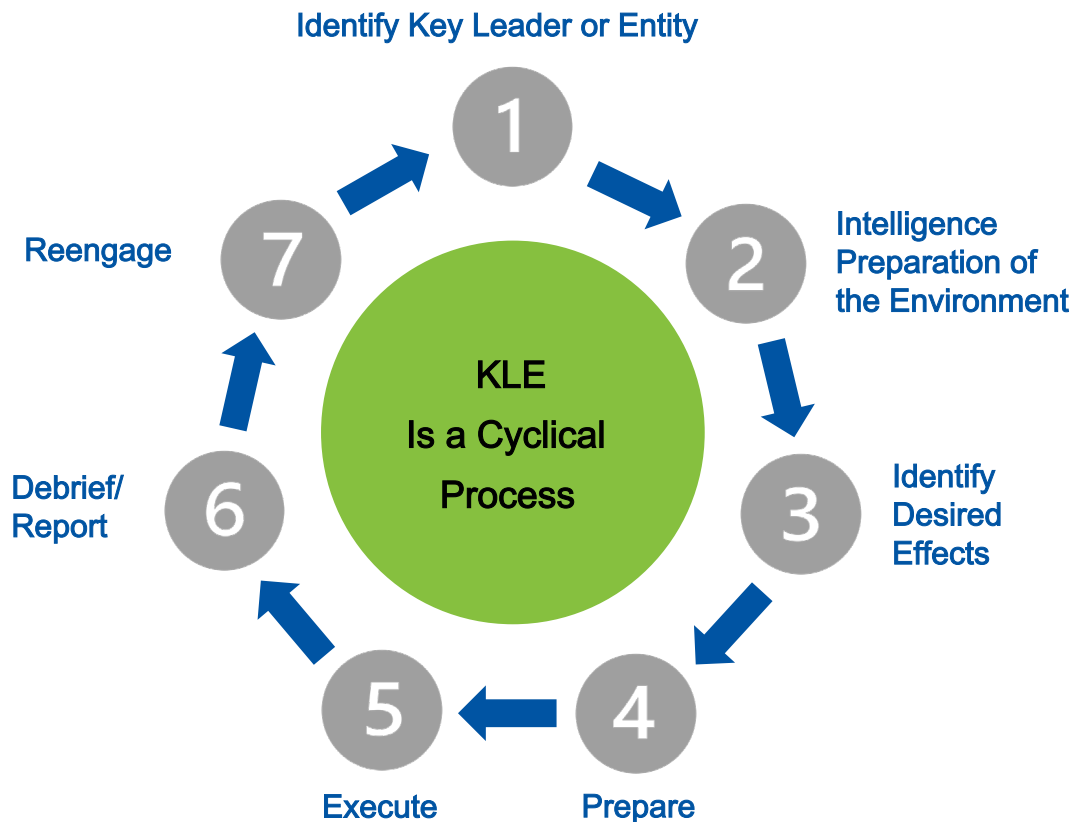 Identify Key Leader or Entity
1
2
Intelligence
Preparation of
the Environment
3
Identify
Desired
Effects
4
Prepare
5
Execute
6
Debrief/
Report
7
Reengage
KLE
Is a Cyclical
Process